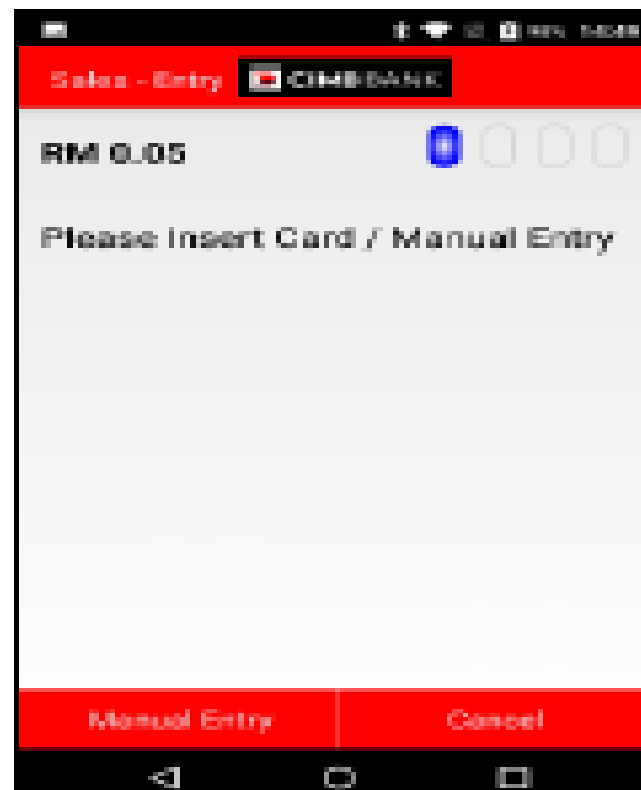 Sales - Entry CIMB BANK
RM 0.05
Please Insert Card / Manual Entry
Manual Entry
Cancel